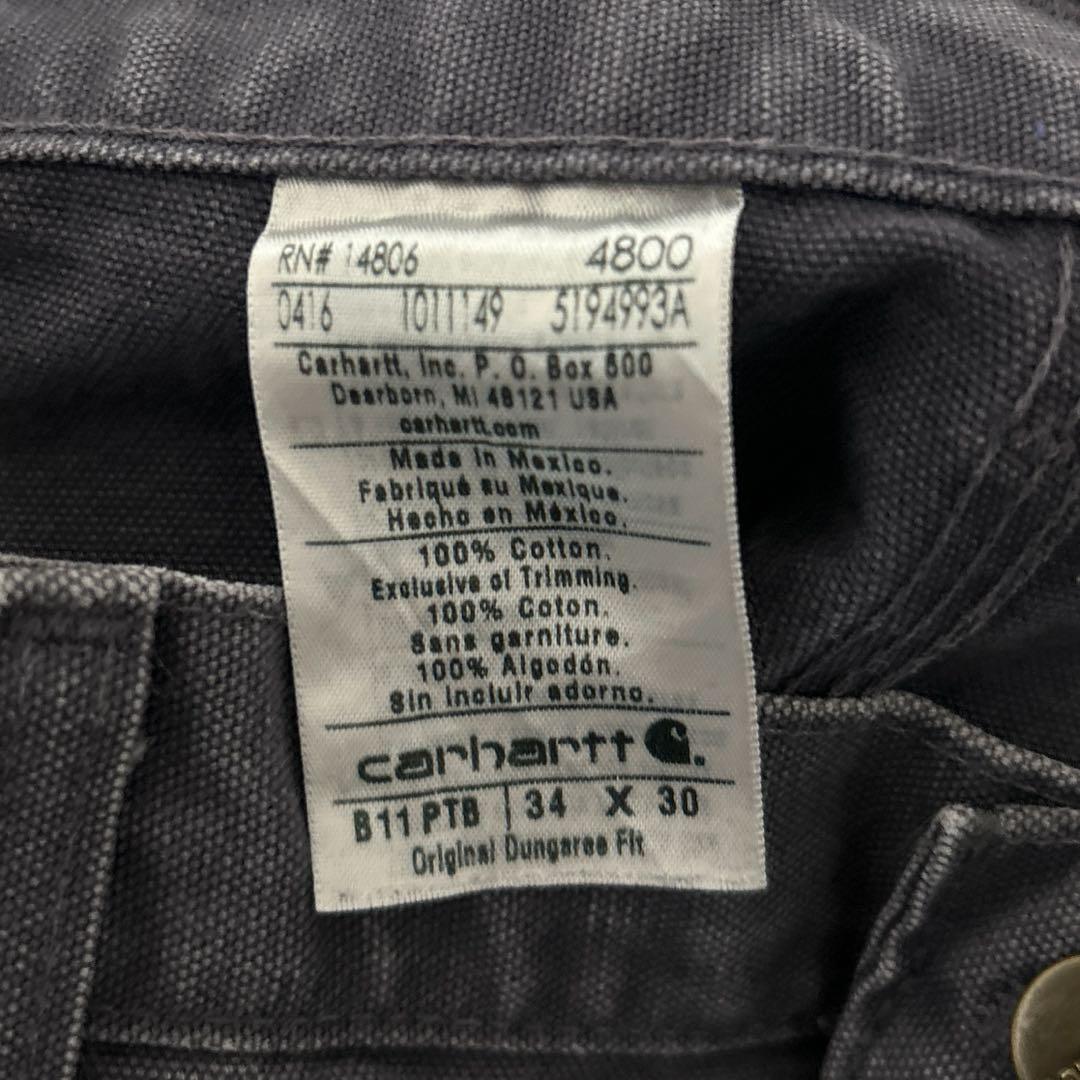 RN# 14806 4800
0416 1011149 5194993A
Carhartt, Inc. P. O. Box 600
Dearborn, MI 48121 USA
carhartt.com
Made in Mexico.
Fabriqué au Mexique.
Hecho en México.
100% Cotton.
Exclusive of Trimming.
100% Coton.
Sans garniture.
100% Algodón.
Sin incluir adorno.
carhartt
B11 PTB 34 X 30
Original Dungaree Fit